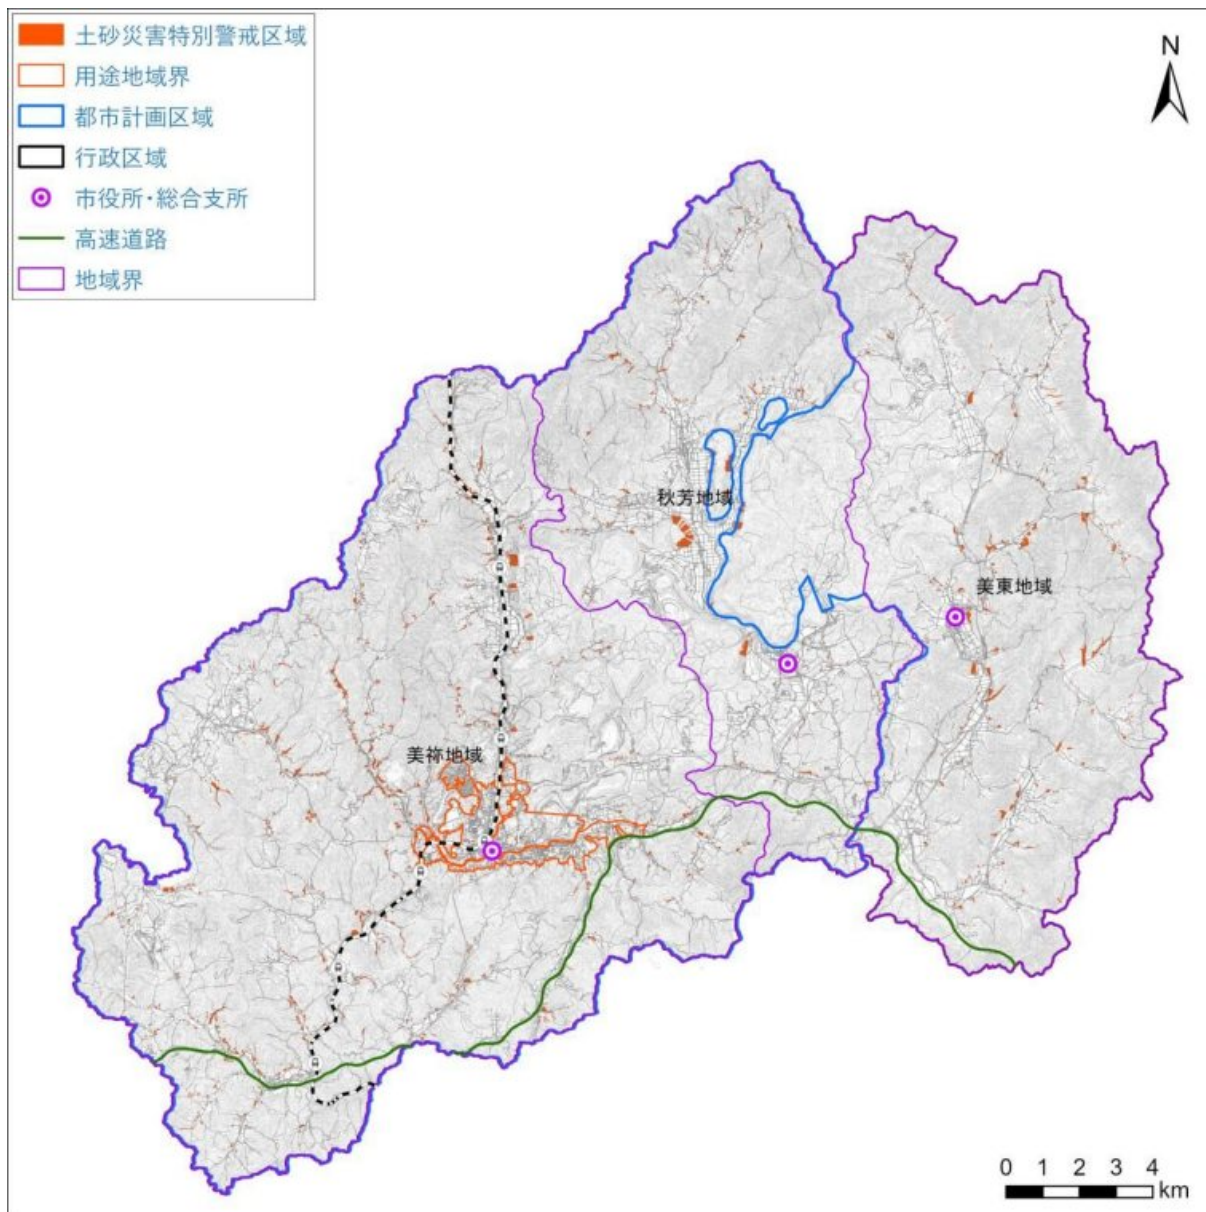 土砂災害特別警戒区域
用途地域界
都市計画区域
行政区域
市役所・総合支所
高速道路
地域界
N
秋芳地域
美東地域
美祢地域
0 1 2 3 4
km